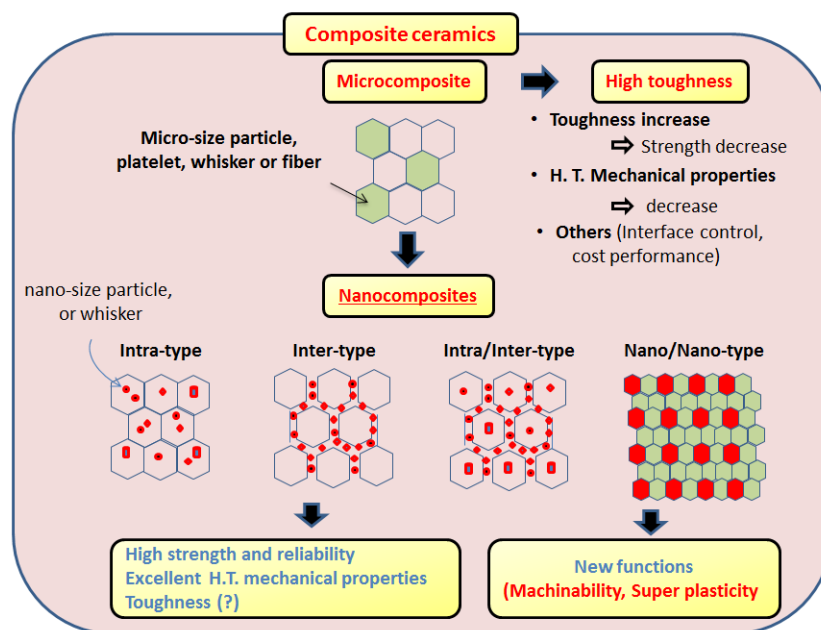 Composite ceramics
Microcomposite
High toughness
Micro-size particle,
platelet, whisker or fiber
• Toughness increase
⇨ Strength decrease
• H. T. Mechanical properties
⇨ decrease
• Others (Interface control,
cost performance)
Nanocomposites
nano-size particle,
or whisker
Intra-type
Inter-type
Intra/Inter-type
Nano/Nano-type
High strength and reliability
Excellent H.T. mechanical properties
Toughness (?)
New functions
(Machinability, Super plasticity